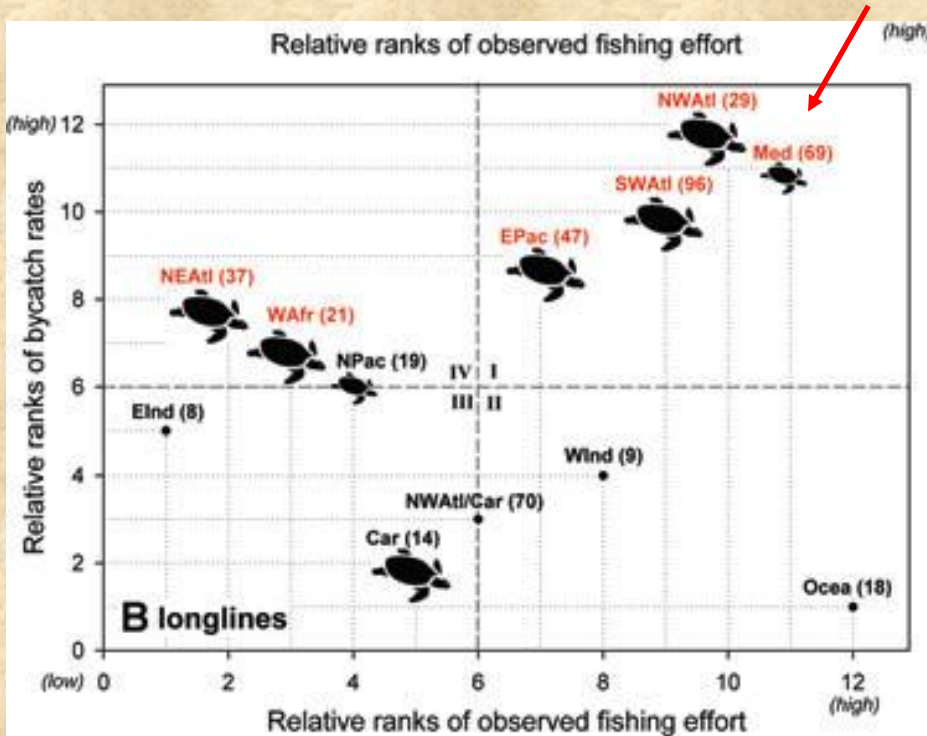 Relative ranks of observed fishing effort
(high)
Relative ranks of bycatch rates
(high)
12
10
8
6
4
2
0
NWAtl (29)
Med (69)
SWAtl (96)
EPac (47)
NEAtl (37)
WAfr (21)
NPac (19)
IV I
III II
EInd (8)
WInd (9)
NWAtl/Car (70)
Car (14)
Ocea (18)
B longlines
(low) 0 2 4 6 8 10 12
(high)
Relative ranks of observed fishing effort